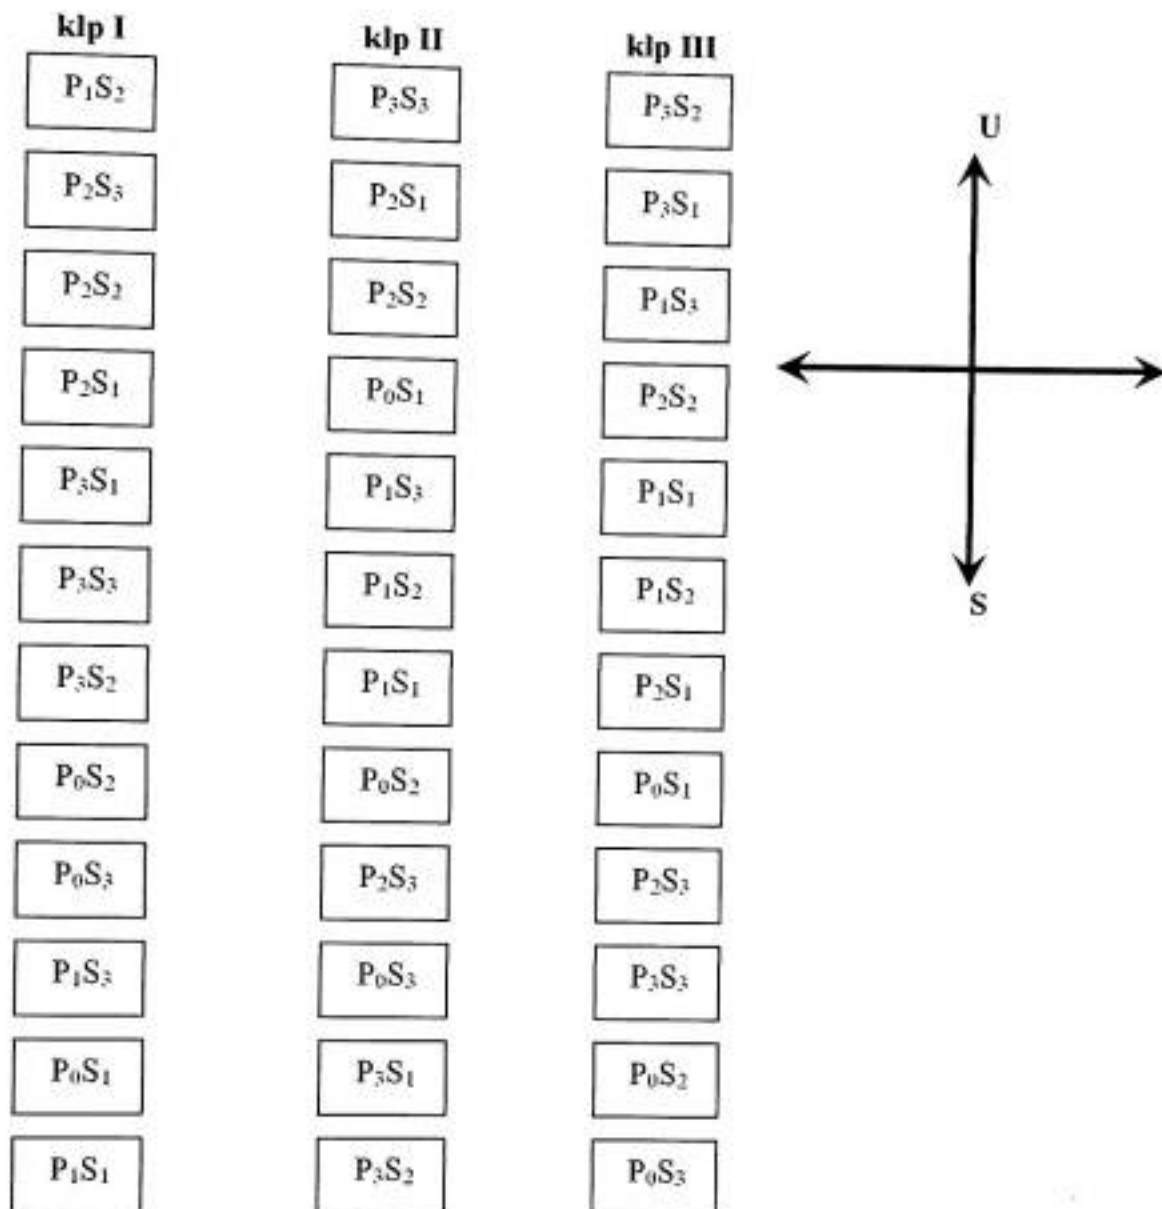 klp I klp II klp III
P₁S₂ P₃S₃ P₃S₂
U
P₂S₃ P₂S₁ P₃S₁
P₂S₂ P₂S₂ P₁S₃
P₂S₁ P₀S₁ P₂S₂
P₃S₁ P₁S₃ P₁S₁
P₃S₃ P₁S₂ P₁S₂
S
P₃S₂ P₁S₁ P₂S₁
P₀S₂ P₀S₂ P₀S₁
P₀S₃ P₂S₃ P₂S₃
P₁S₃ P₀S₃ P₃S₃
P₀S₁ P₃S₁ P₀S₂
P₁S₁ P₃S₂ P₀S₃